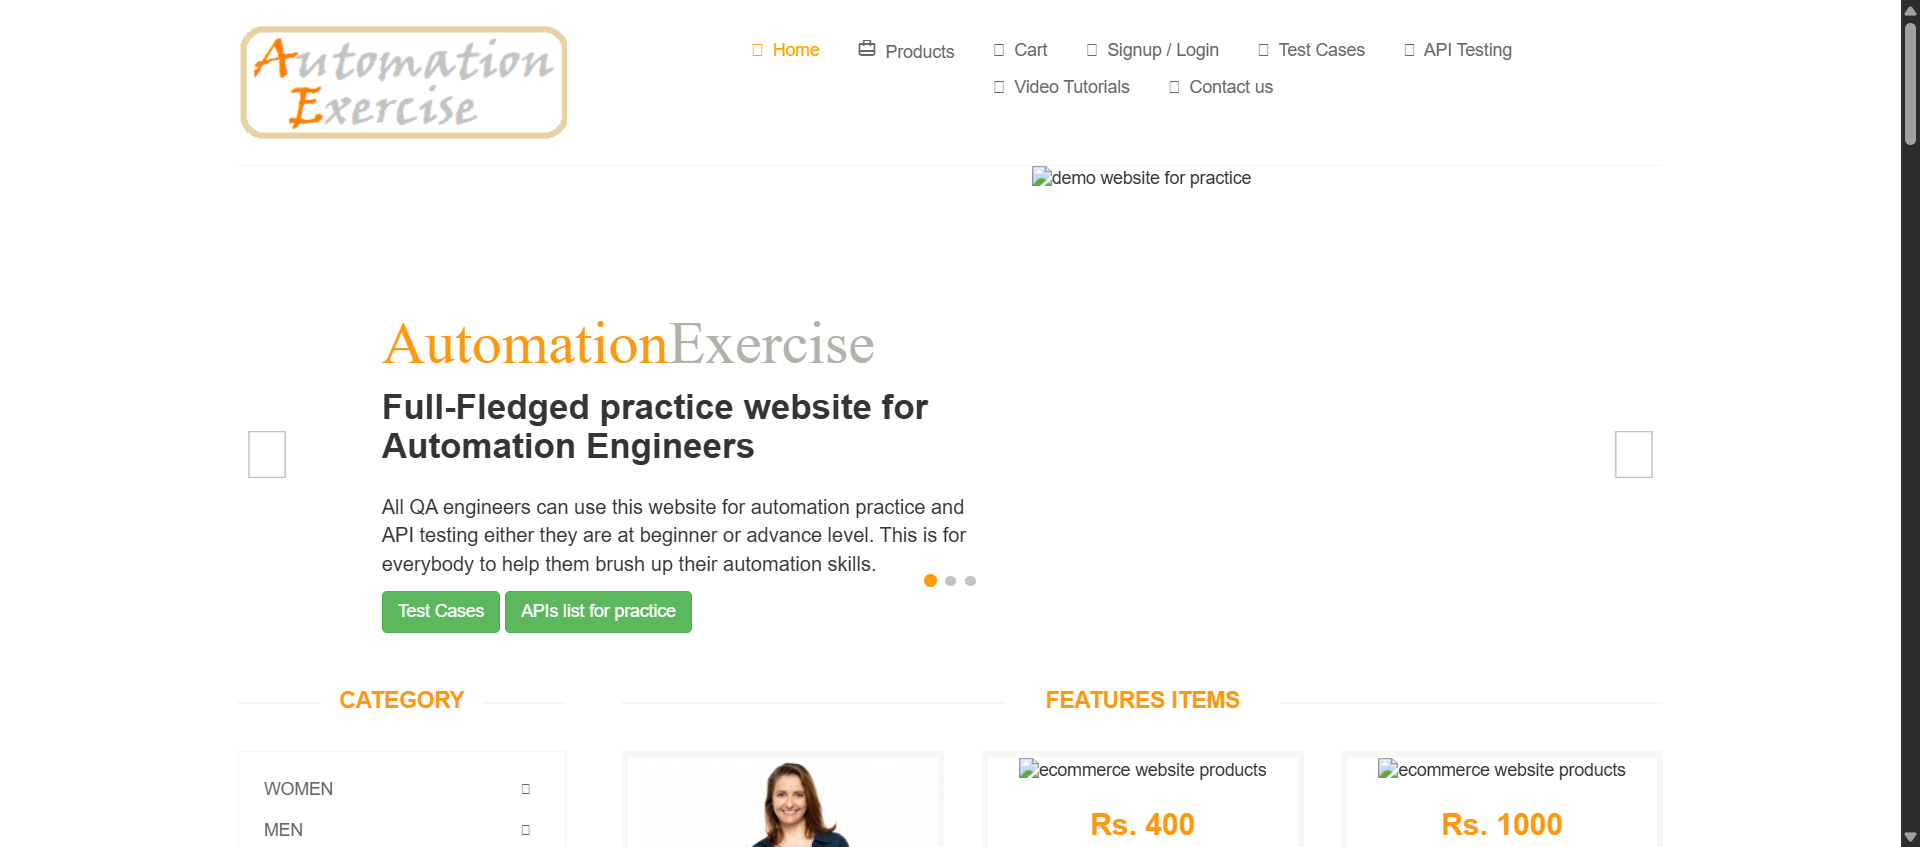 Automation
Exercise
Home Products Cart Signup / Login Test Cases API Testing
Video Tutorials Contact us
demo website for practice
AutomationExercise
Full-Fledged practice website for
Automation Engineers
All QA engineers can use this website for automation practice and
API testing either they are at beginner or advance level. This is for
everybody to help them brush up their automation skills.
Test Cases APIs list for practice
CATEGORY
FEATURES ITEMS
WOMEN
MEN
ecommerce website products
Rs. 400
ecommerce website products
Rs. 1000